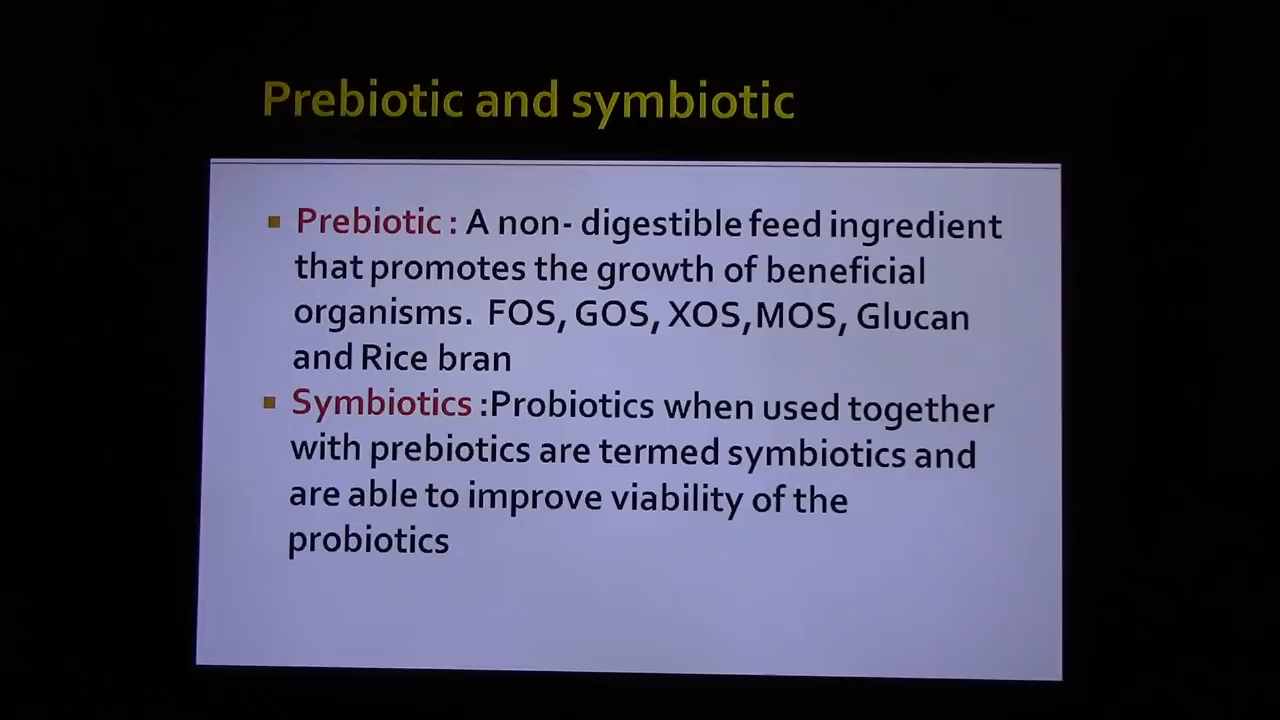 Prebiotic and symbiotic
Prebiotic : A non- digestible feed ingredient
that promotes the growth of beneficial
organisms. FOS, GOS, XOS,MOS, Glucan
and Rice bran
Symbiotics :Probiotics when used together
with prebiotics are termed symbiotics and
are able to improve viability of the
probiotics